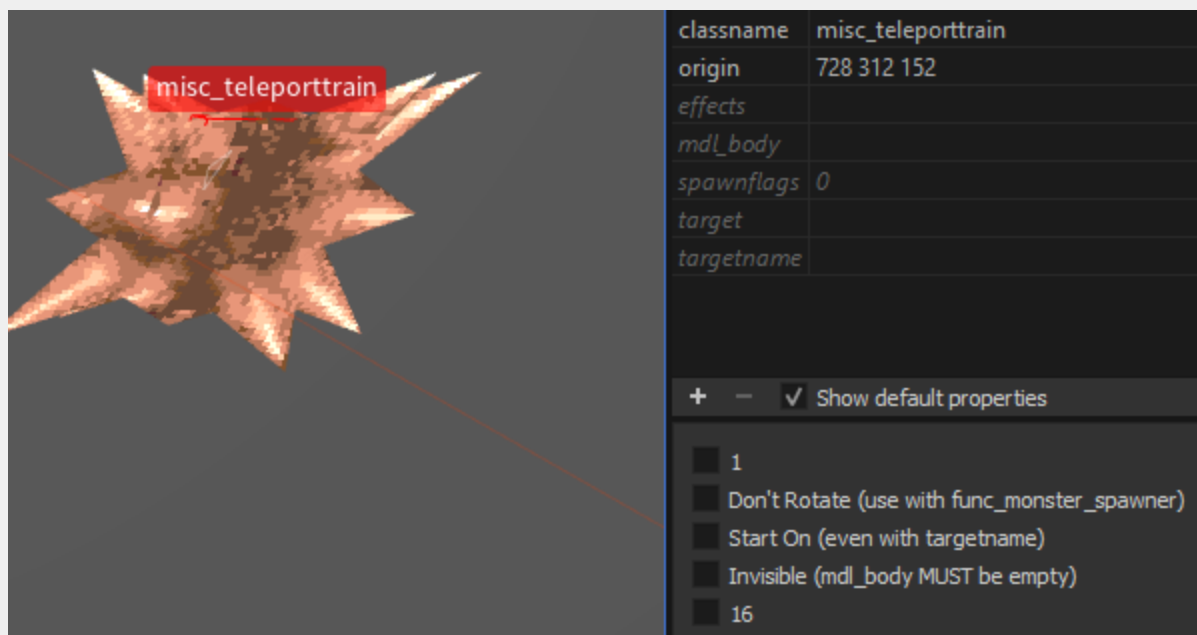 misc_teleporttrain
classname misc_teleporttrain
origin 728 312 152
effects
mdl_body
spawnflags 0
target
targetname
+ − ✓ Show default properties
1
Don't Rotate (use with func_monster_spawner)
Start On (even with targetname)
Invisible (mdl_body MUST be empty)
16